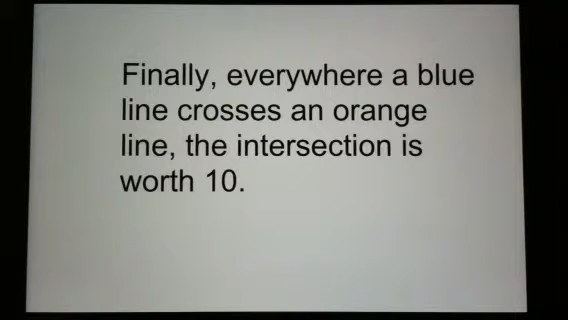 Finally, everywhere a blue
line crosses an orange
line, the intersection is
worth 10.